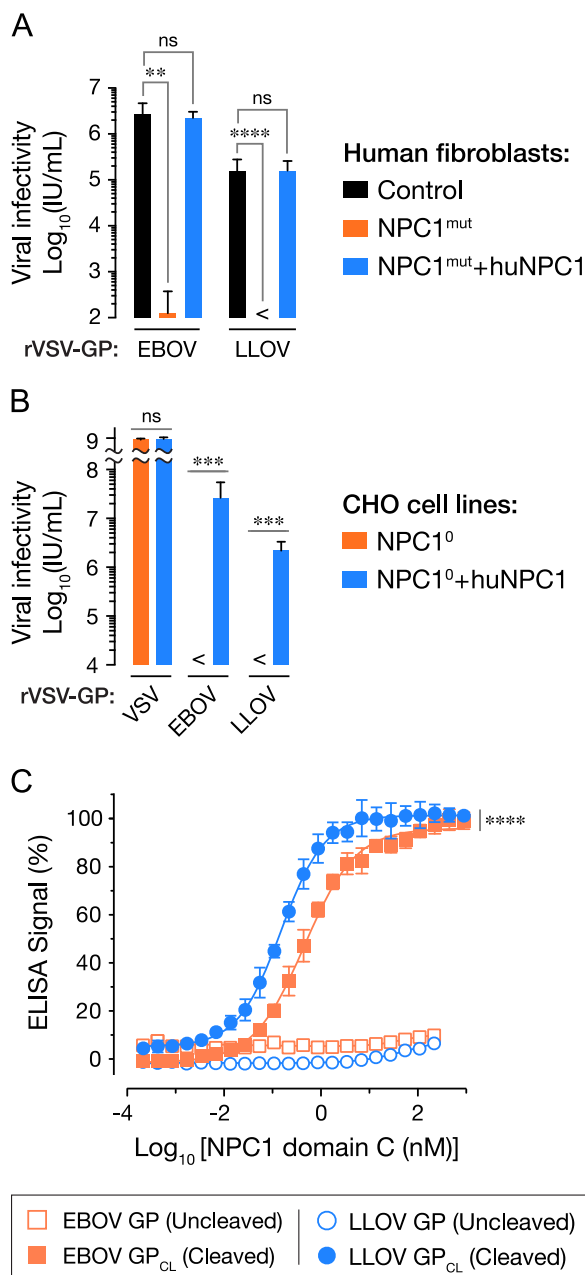 A
Viral infectivity
Log₁₀(IU/mL)
7
6
5
4
3
2
ns
**
ns
****
<
rVSV-GP: EBOV LLOV
Human fibroblasts:
Control
NPC1ᵐᵘᵗ
NPC1ᵐᵘᵗ+huNPC1
B
Viral infectivity
Log₁₀(IU/mL)
9
8
7
6
5
4
ns
***
***
<
<
rVSV-GP: VSV EBOV LLOV
CHO cell lines:
NPC1⁰
NPC1⁰+huNPC1
C
ELISA Signal (%)
100
80
60
40
20
0
****
-4 -2 0 2 4
Log₁₀ [NPC1 domain C (nM)]
EBOV GP (Uncleaved) LLOV GP (Uncleaved)
EBOV GP_CL (Cleaved) LLOV GP_CL (Cleaved)